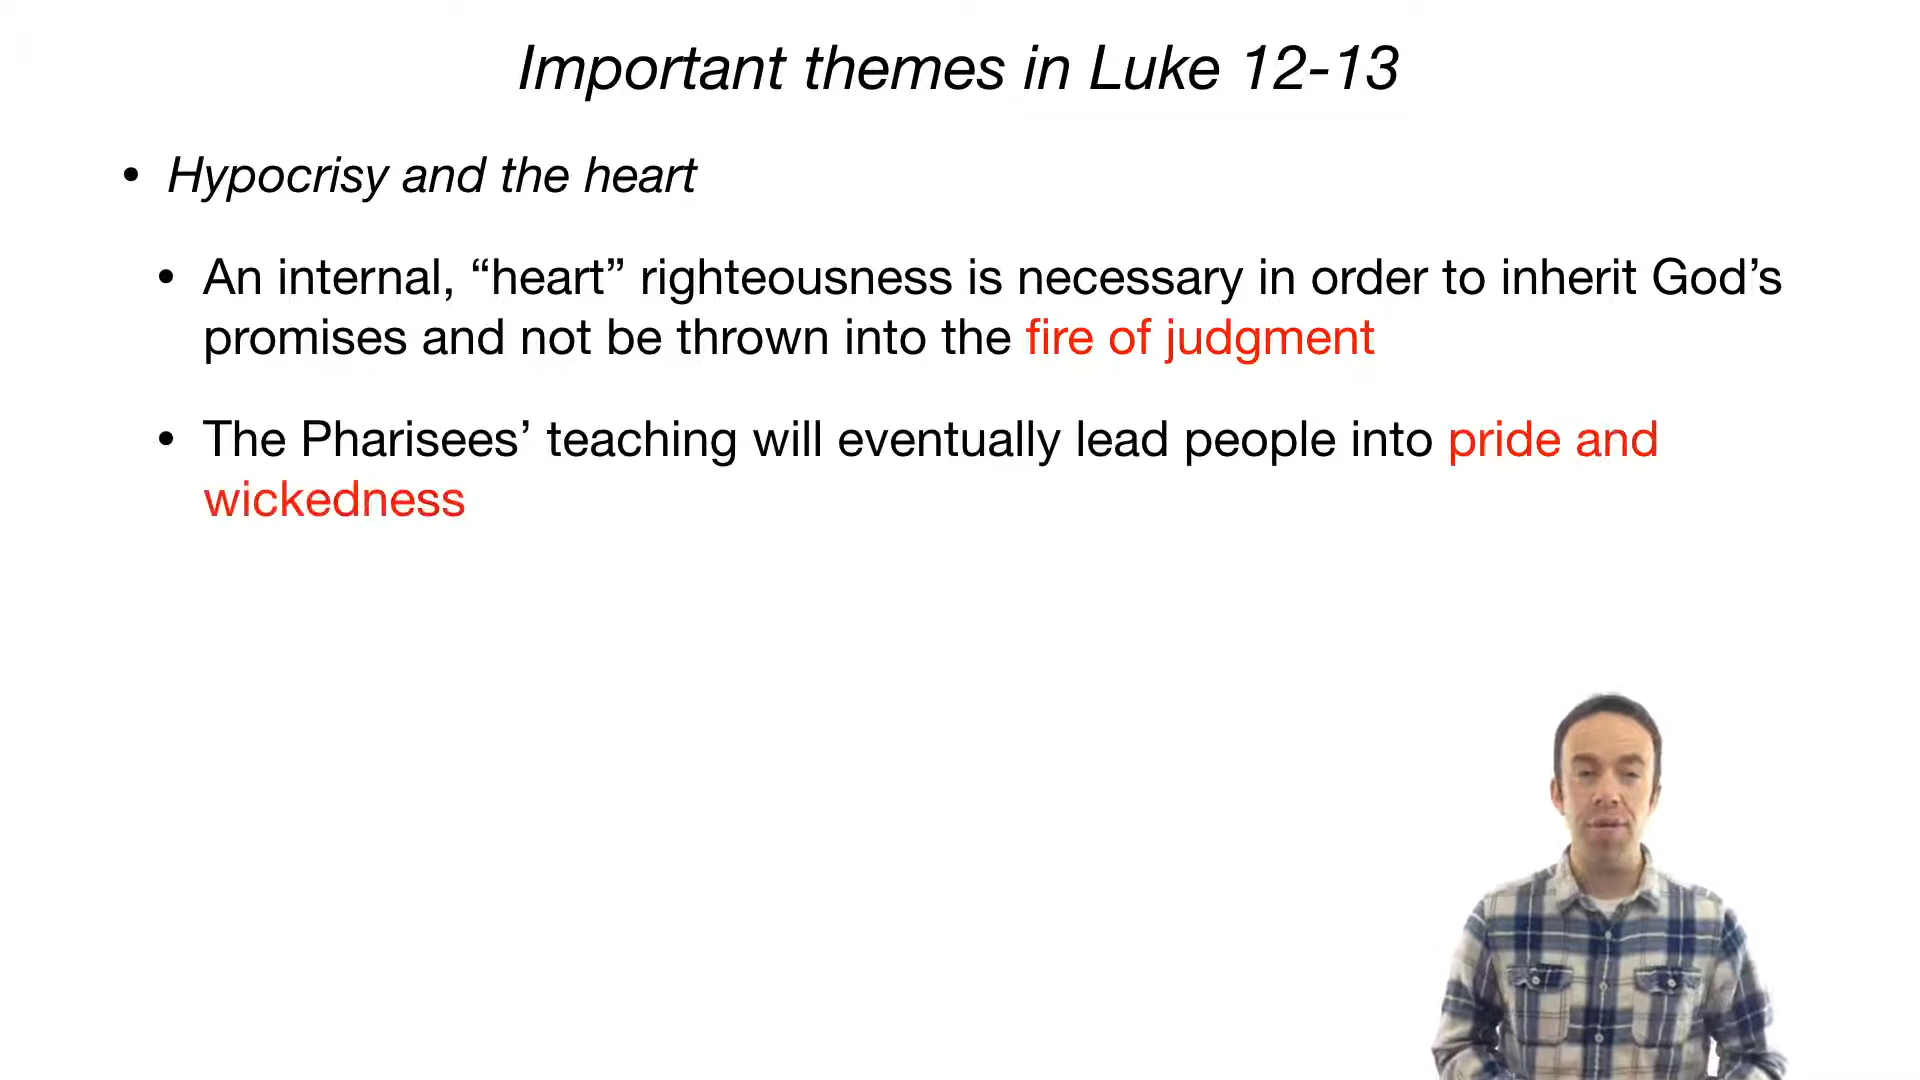 Important themes in Luke 12-13
• Hypocrisy and the heart
• An internal, “heart” righteousness is necessary in order to inherit God’s
promises and not be thrown into the fire of judgment
• The Pharisees’ teaching will eventually lead people into pride and
wickedness